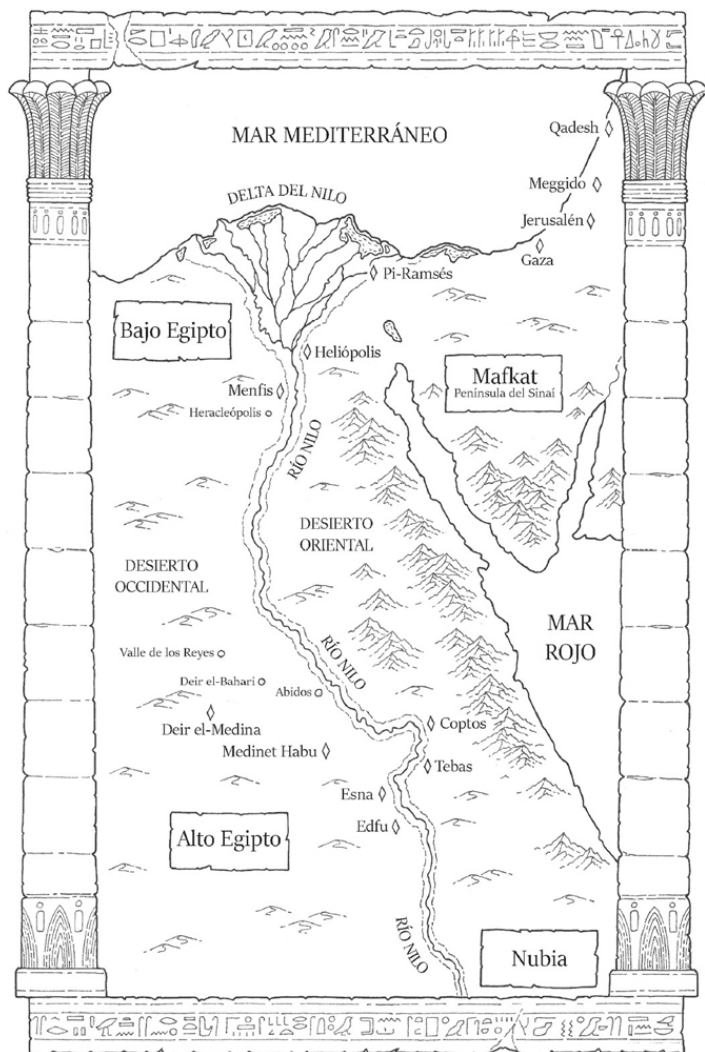 MAR MEDITERRÁNEO
Qadesh
Meggido
DELTA DEL NILO
Jerusalén
Gaza
Pi-Ramsés
Bajo Egipto
Heliópolis
Mafkat
Península del Sinaí
Menfis
Heracleópolis
RÍO NILO
DESIERTO
ORIENTAL
DESIERTO
OCCIDENTAL
MAR
ROJO
RÍO NILO
Valle de los Reyes
Deir el-Bahari
Abidos
Deir el-Medina
Coptos
Medinet Habu
Tebas
Esna
Edfu
Alto Egipto
RÍO NILO
Nubia